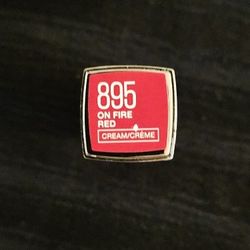 895
ON FIRE
RED
CREAM/CRÈME